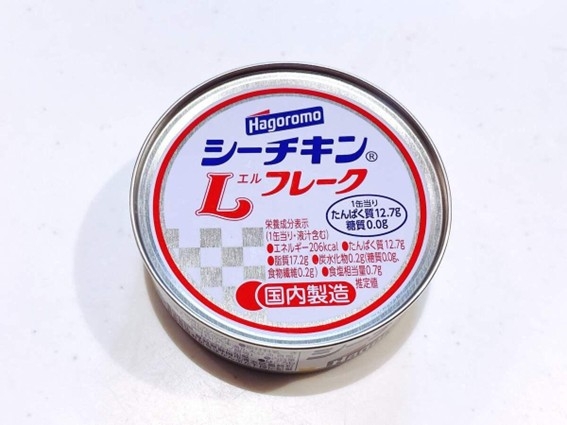 Hagoromo
シーチキン®
Lエルフレーク
1缶当り
たんぱく質12.7g
糖質0.0g
栄養成分表示
(1缶当り・液汁含む)
●エネルギー206kcal ●たんぱく質12.7g
●脂質17.2g ●炭水化物0.2g(糖質0.0g、
食物繊維0.2g) ●食塩相当量0.7g
推定値
国内製造